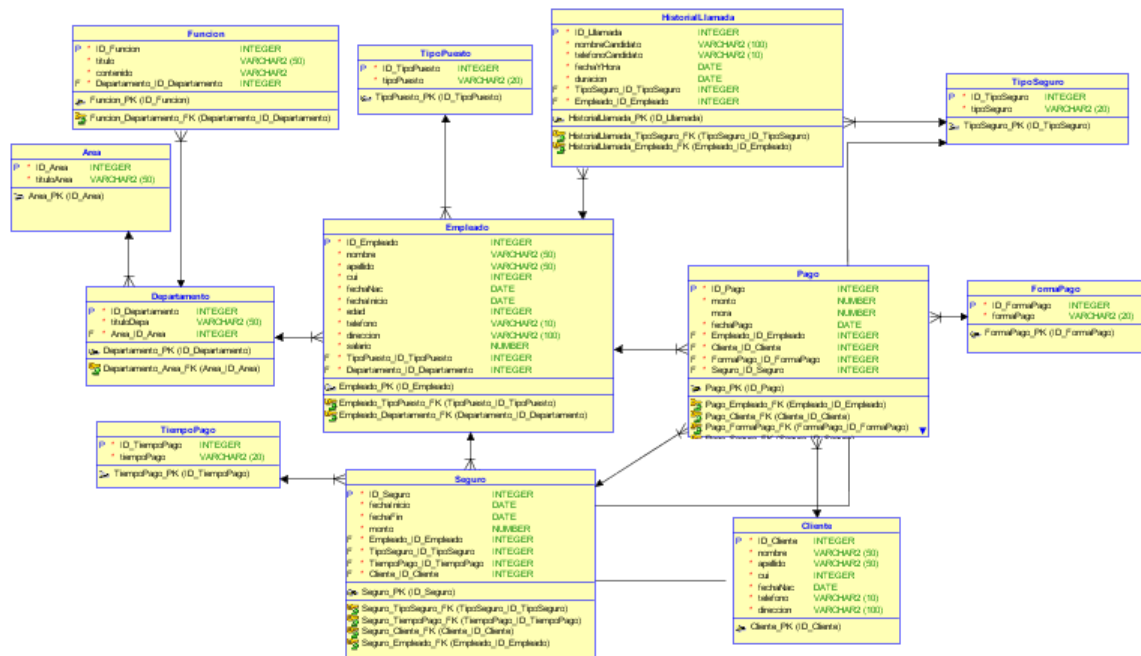 Funcion
P * ID_Funcion INTEGER
* titulo VARCHAR2 (50)
* contenido VARCHAR2
F * Departamento_ID_Departamento INTEGER
Funcion_PK (ID_Funcion)
Funcion_Departamento_FK (Departamento_ID_Departamento)
TipoPuesto
P * ID_TipoPuesto INTEGER
* tipoPuesto VARCHAR2 (20)
TipoPuesto_PK (ID_TipoPuesto)
HistorialLlamada
P * ID_Llamada INTEGER
* nombreCandidato VARCHAR2 (100)
* telefonoCandidato VARCHAR2 (10)
* fechaYHora DATE
* duracion DATE
F * TipoSeguro_ID_TipoSeguro INTEGER
F * Empleado_ID_Empleado INTEGER
HistorialLlamada_PK (ID_Llamada)
HistorialLlamada_TipoSeguro_FK (TipoSeguro_ID_TipoSeguro)
HistorialLlamada_Empleado_FK (Empleado_ID_Empleado)
TipoSeguro
P * ID_TipoSeguro INTEGER
* tipoSeguro VARCHAR2 (20)
TipoSeguro_PK (ID_TipoSeguro)
Area
P * ID_Area INTEGER
* tituloArea VARCHAR2 (50)
Area_PK (ID_Area)
Empleado
P * ID_Empleado INTEGER
* nombre VARCHAR2 (50)
* apellido VARCHAR2 (50)
* cui INTEGER
* fechaNac DATE
* fechaInicio DATE
* edad INTEGER
* telefono VARCHAR2 (10)
* direccion VARCHAR2 (100)
* salario NUMBER
F * TipoPuesto_ID_TipoPuesto INTEGER
F * Departamento_ID_Departamento INTEGER
Empleado_PK (ID_Empleado)
Empleado_TipoPuesto_FK (TipoPuesto_ID_TipoPuesto)
Empleado_Departamento_FK (Departamento_ID_Departamento)
Departamento
P * ID_Departamento INTEGER
* tituloDepa VARCHAR2 (50)
F * Area_ID_Area INTEGER
Departamento_PK (ID_Departamento)
Departamento_Area_FK (Area_ID_Area)
Pago
P * ID_Pago INTEGER
* monto NUMBER
mora NUMBER
* fechaPago DATE
F * Empleado_ID_Empleado INTEGER
F * Cliente_ID_Cliente INTEGER
F * FormaPago_ID_FormaPago INTEGER
F * Seguro_ID_Seguro INTEGER
Pago_PK (ID_Pago)
Pago_Empleado_FK (Empleado_ID_Empleado)
Pago_Cliente_FK (Cliente_ID_Cliente)
Pago_FormaPago_FK (FormaPago_ID_FormaPago)
FormaPago
P * ID_FormaPago INTEGER
* formaPago VARCHAR2 (20)
FormaPago_PK (ID_FormaPago)
TiempoPago
P * ID_TiempoPago INTEGER
* tiempoPago VARCHAR2 (20)
TiempoPago_PK (ID_TiempoPago)
Seguro
P * ID_Seguro INTEGER
* fechaInicio DATE
* fechaFin DATE
* monto NUMBER
F * Empleado_ID_Empleado INTEGER
F * TipoSeguro_ID_TipoSeguro INTEGER
F * TiempoPago_ID_TiempoPago INTEGER
F * Cliente_ID_Cliente INTEGER
Seguro_PK (ID_Seguro)
Seguro_TipoSeguro_FK (TipoSeguro_ID_TipoSeguro)
Seguro_TiempoPago_FK (TiempoPago_ID_TiempoPago)
Seguro_Cliente_FK (Cliente_ID_Cliente)
Seguro_Empleado_FK (Empleado_ID_Empleado)
Cliente
P * ID_Cliente INTEGER
* nombre VARCHAR2 (50)
* apellido VARCHAR2 (50)
* cui INTEGER
* fechaNac DATE
* telefono VARCHAR2 (10)
* direccion VARCHAR2 (100)
Cliente_PK (ID_Cliente)